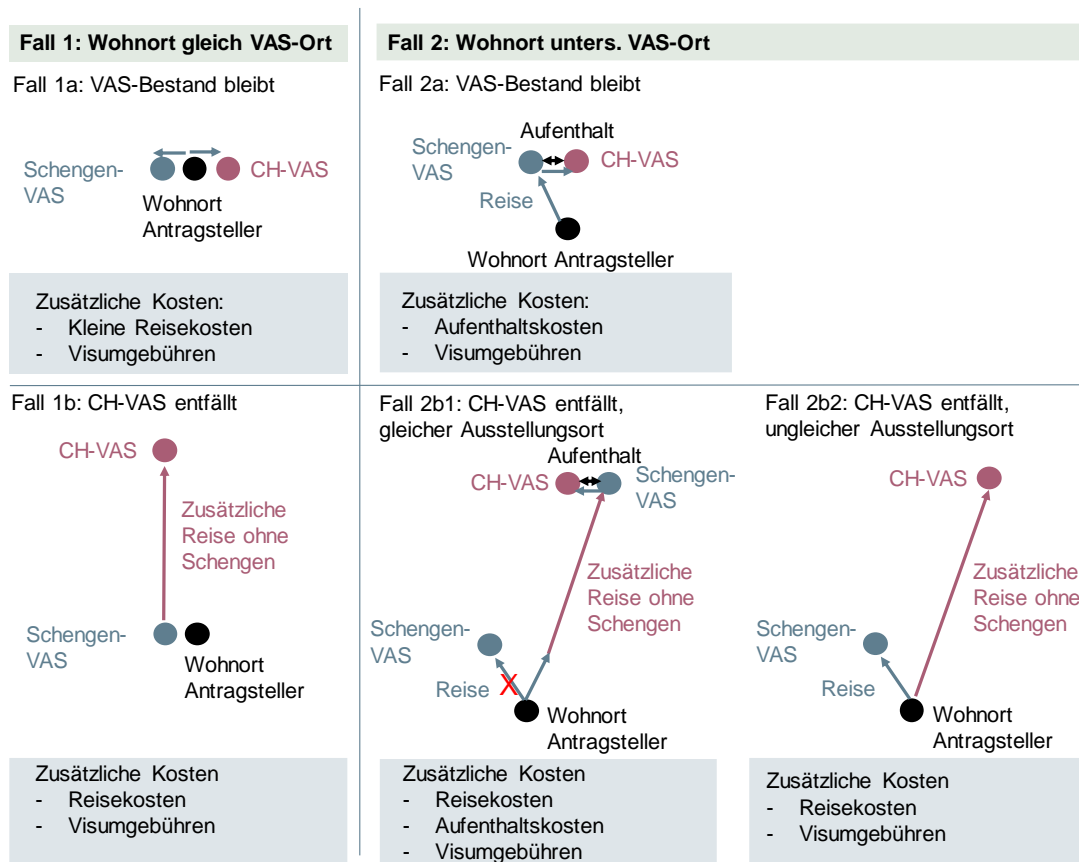 Fall 1: Wohnort gleich VAS-Ort
Fall 1a: VAS-Bestand bleibt
Schengen-
VAS
CH-VAS
Wohnort
Antragsteller
Zusätzliche Kosten:
- Kleine Reisekosten
- Visumgebühren
Fall 2: Wohnort unters. VAS-Ort
Fall 2a: VAS-Bestand bleibt
Aufenthalt
Schengen-
VAS
CH-VAS
Reise
Wohnort Antragsteller
Zusätzliche Kosten:
- Aufenthaltskosten
- Visumgebühren
Fall 1b: CH-VAS entfällt
CH-VAS
Zusätzliche
Reise ohne
Schengen
Schengen-
VAS
Wohnort
Antragsteller
Zusätzliche Kosten
- Reisekosten
- Visumgebühren
Fall 2b1: CH-VAS entfällt,
gleicher Ausstellungsort
Aufenthalt
CH-VAS
Schengen-
VAS
Zusätzliche
Reise ohne
Schengen
Schengen-
VAS
Reise
X
Wohnort
Antragsteller
Zusätzliche Kosten
- Reisekosten
- Aufenthaltskosten
- Visumgebühren
Fall 2b2: CH-VAS entfällt,
ungleicher Ausstellungsort
CH-VAS
Zusätzliche
Reise ohne
Schengen
Schengen-
VAS
Reise
Wohnort
Antragsteller
Zusätzliche Kosten
- Reisekosten
- Visumgebühren